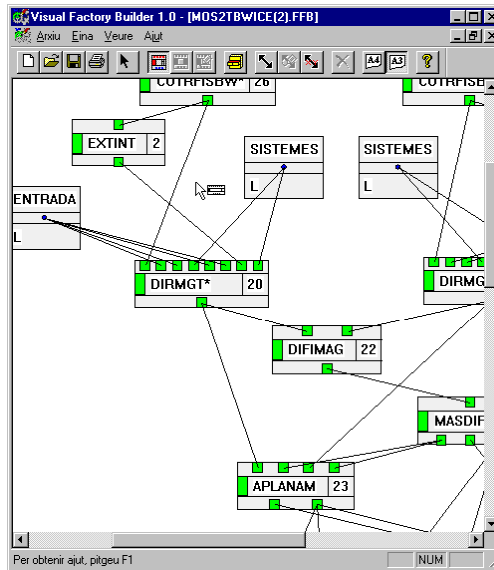 Visual Factory Builder 1.0 - [MOS2TBWICE(2).FFB]
Arxiu Eina Veure Ajut
A4 A3 ?
COTRFISBW* 26
COTRFISB
EXTINT 2
SISTEMES
SISTEMES
L
L
ENTRADA
L
DIRMGT* 20
DIRMG
DIFIMAG 22
MASDIF
APLANAM 23
Per obtenir ajut, pitgeu F1
NUM